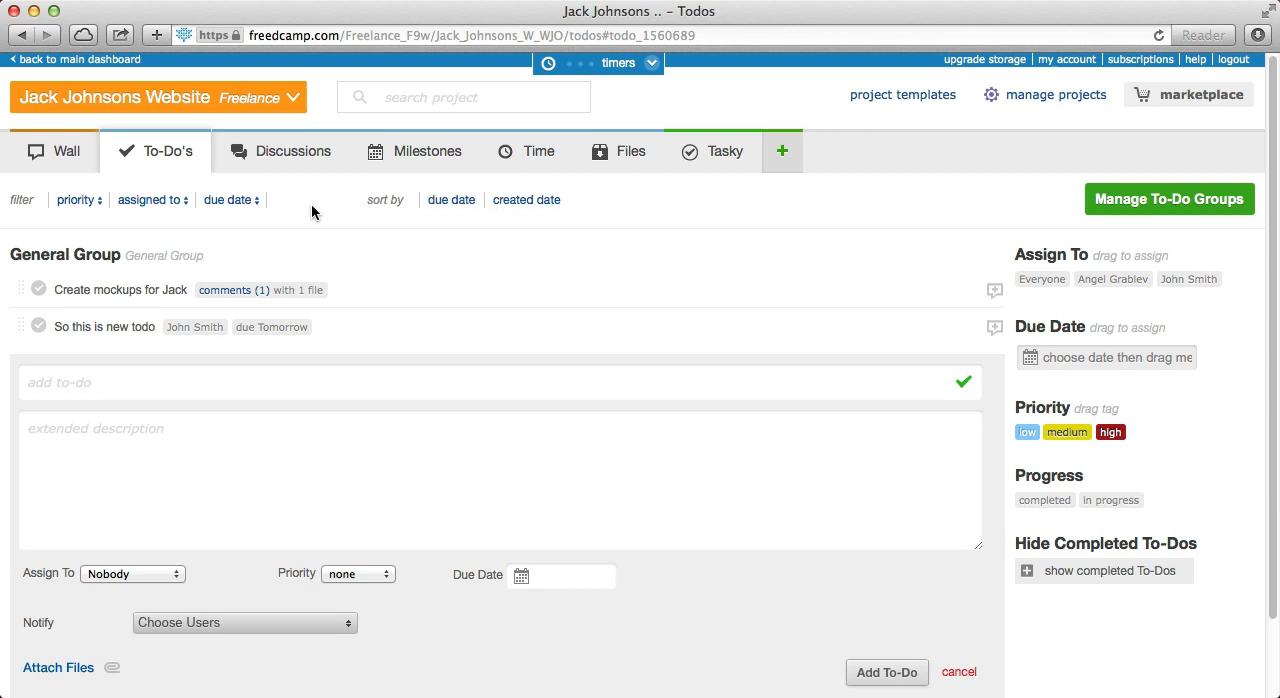 Jack Johnsons .. – Todos
https freedcamp.com/Freelance_F9w/Jack_Johnsons_W_WJO/todos#todo_1560689
Reader
back to main dashboard
timers
upgrade storage | my account | subscriptions | help | logout
Jack Johnsons Website Freelance
search project
project templates
manage projects
marketplace
Wall
To-Do's
Discussions
Milestones
Time
Files
Tasky
+
filter
priority
assigned to
due date
sort by
due date
created date
Manage To-Do Groups
General Group General Group
Create mockups for Jack comments (1) with 1 file
So this is new todo John Smith due Tomorrow
add to-do
extended description
Assign To Nobody
Priority none
Due Date
Notify Choose Users
Attach Files
Add To-Do
cancel
Assign To drag to assign
Everyone Angel Grablev John Smith
Due Date drag to assign
choose date then drag me
Priority drag tag
low medium high
Progress
completed in progress
Hide Completed To-Dos
show completed To-Dos